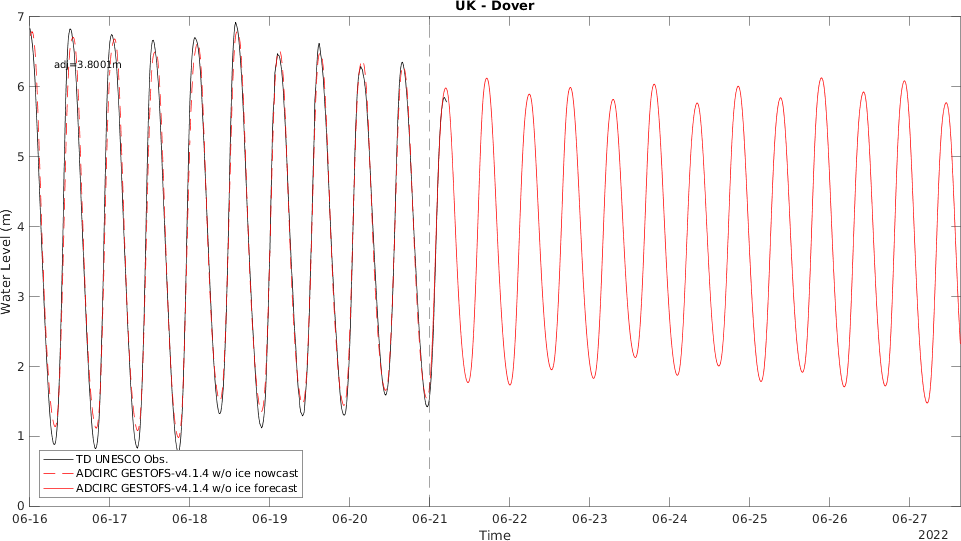 UK - Dover
7
6
5
4
3
2
1
0
Water Level (m)
adj=3.8001m
TD UNESCO Obs.
ADCIRC GESTOFS-v4.1.4 w/o ice nowcast
ADCIRC GESTOFS-v4.1.4 w/o ice forecast
06-16 06-17 06-18 06-19 06-20 06-21 06-22 06-23 06-24 06-25 06-26 06-27
Time
2022